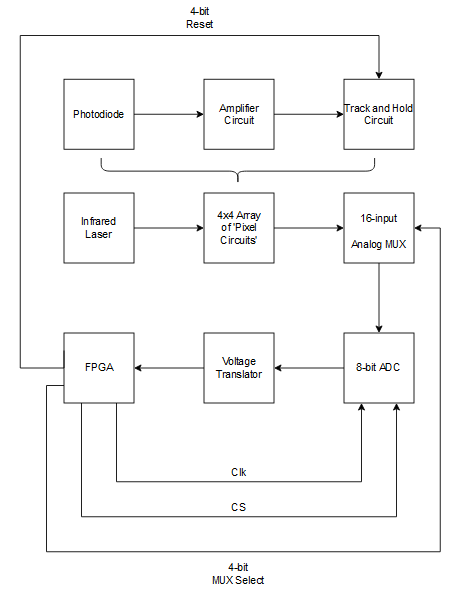 4-bit
Reset
Photodiode
Amplifier
Circuit
Track and Hold
Circuit
Infrared
Laser
4x4 Array
of 'Pixel
Circuits'
16-input
Analog MUX
FPGA
Voltage
Translator
8-bit ADC
Clk
CS
4-bit
MUX Select